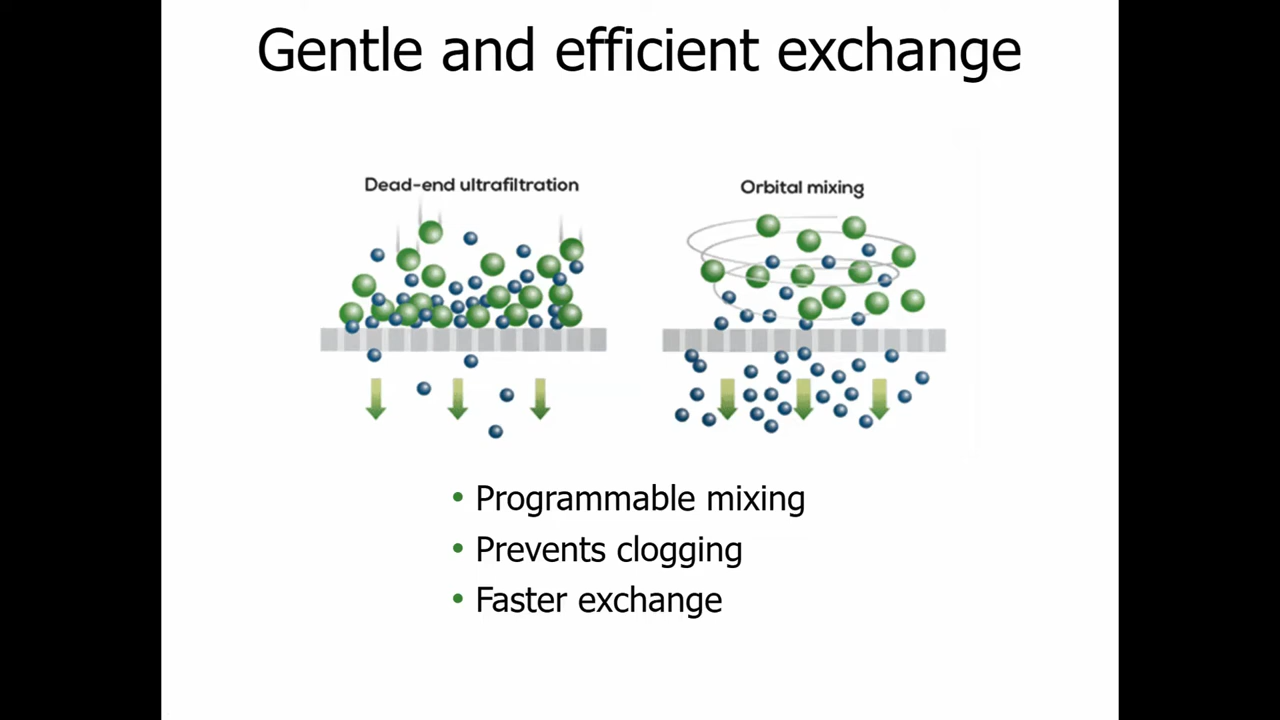 Gentle and efficient exchange
Dead-end ultrafiltration
Orbital mixing
• Programmable mixing
• Prevents clogging
• Faster exchange